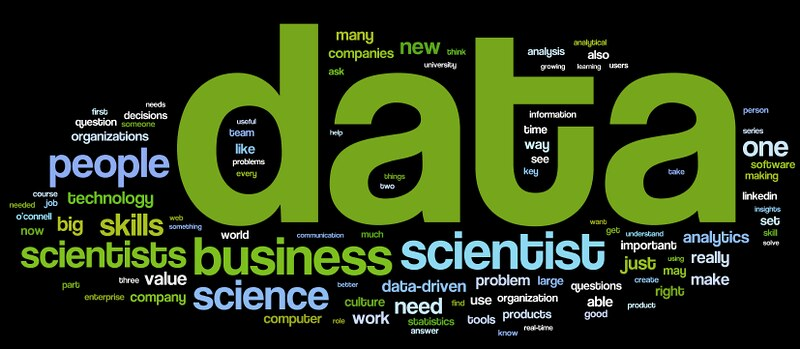 data
many
companies
new
think
university
ask
analysis
analytical
also
growing
learning
users
needs
first
decisions
question
someone
organizations
useful
team
like
problems
every
help
things
two
information
time
way
see
key
take
person
series
one
software
making
people
course
needed
job
technology
linkedin
insights
set
skill
solve
o'connell
now
big
skills
web
something
world
communication
much
want
get
understand
important
analytics
scientists
business
scientist
just
using
really
may
make
part
three
value
enterprise
company
science
better
data-driven
problem
large
questions
create
right
product
culture
need
find
use
organization
able
good
computer
role
work
statistics
answer
tools
products
know
real-time